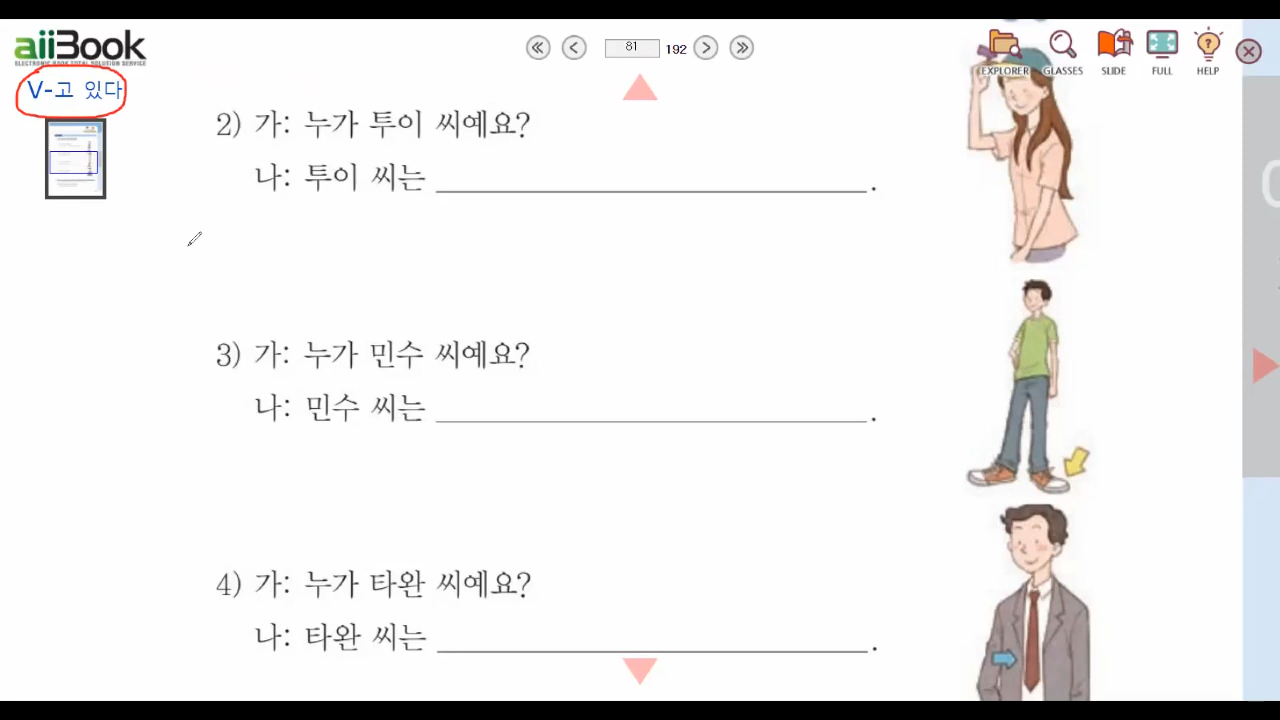 aiiBook
ELECTRONIC BOOK TOTAL SOLUTION SERVICE
81 192
EXPLORER GLASSES SLIDE FULL HELP
V-고 있다
2) 가: 누가 투이 씨예요?
나: 투이 씨는 .
3) 가: 누가 민수 씨예요?
나: 민수 씨는 .
4) 가: 누가 타완 씨예요?
나: 타완 씨는 .